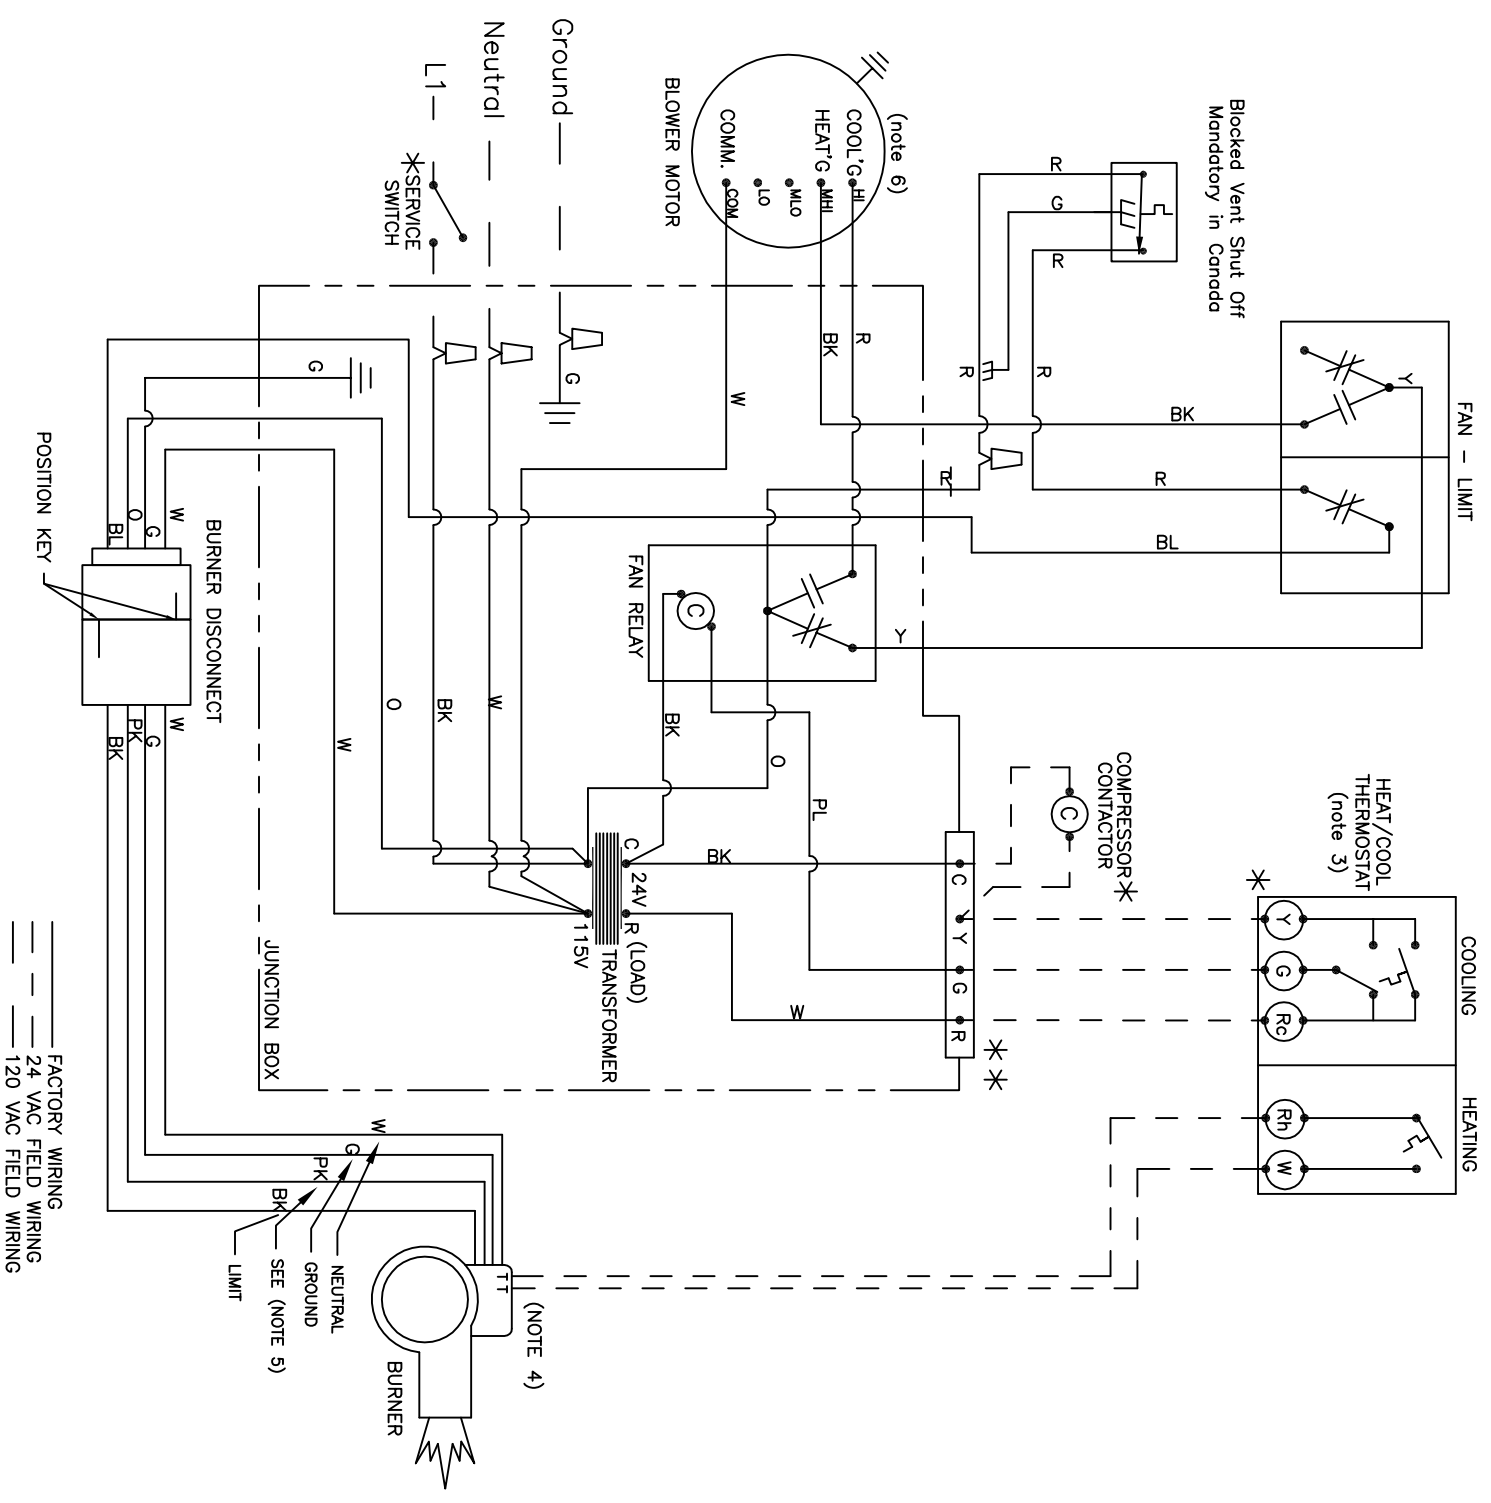 HEAT/COOL
THERMOSTAT
(note 3)
COOLING
HEATING
Y
G
Rc
Rh
W
FAN - LIMIT
Y
BK
R
BL
Y
Blocked Vent Shut Off
Mandatory in Canada
R
G
R
R
R
R
COMPRESSOR
CONTACTOR
C
C
Y
G
R
(note 6)
COOL'G
HEAT'G
COMM.
HI
MHI
MLO
LO
COM
BLOWER MOTOR
R
BK
W
FAN RELAY
C
BK
PL
O
BK
W
C
24V
R (LOAD)
115V
TRANSFORMER
Ground
Neutral
L1
SERVICE
SWITCH
G
G
W
BK
O
W
JUNCTION BOX
BURNER DISCONNECT
W
G
O
BL
W
G
PK
BK
POSITION KEY
W
G
PK
BK
NEUTRAL
GROUND
SEE (NOTE 5)
LIMIT
T T
(NOTE 4)
BURNER
FACTORY WIRING
24 VAC FIELD WIRING
120 VAC FIELD WIRING